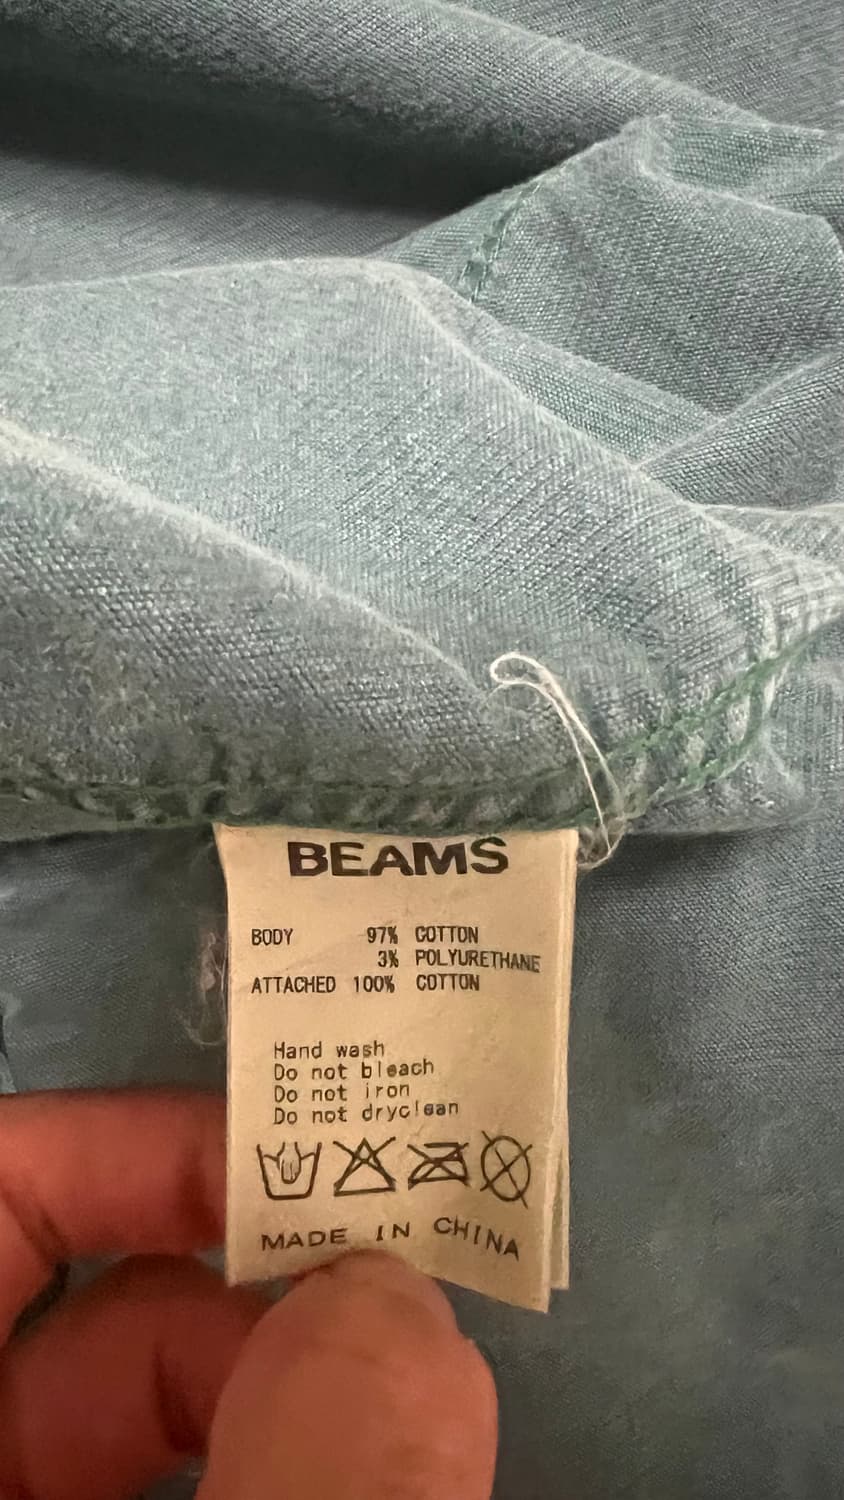 BEAMS
BODY 97% COTTON
3% POLYURETHANE
ATTACHED 100% COTTON
Hand wash
Do not bleach
Do not iron
Do not dryclean
MADE IN CHINA